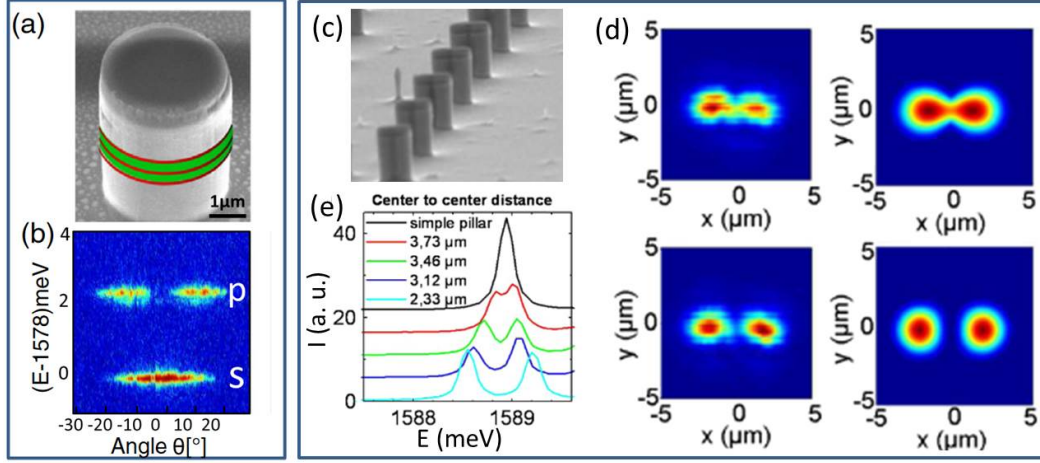 (a)
1μm
(b)
4
2
0
(E-1578)meV
p
S
-30 -20 -10 0 10 20
Angle θ[°]
(c)
(e)
Center to center distance
simple pillar
3,73 μm
3,46 μm
3,12 μm
2,33 μm
40
20
0
I (a. u.)
1588 1589
E (meV)
(d)
5
0
-5
y (μm)
-5 0 5
x (μm)
5
0
-5
y (μm)
-5 0 5
x (μm)
5
0
-5
y (μm)
-5 0 5
x (μm)
5
0
-5
y (μm)
-5 0 5
x (μm)